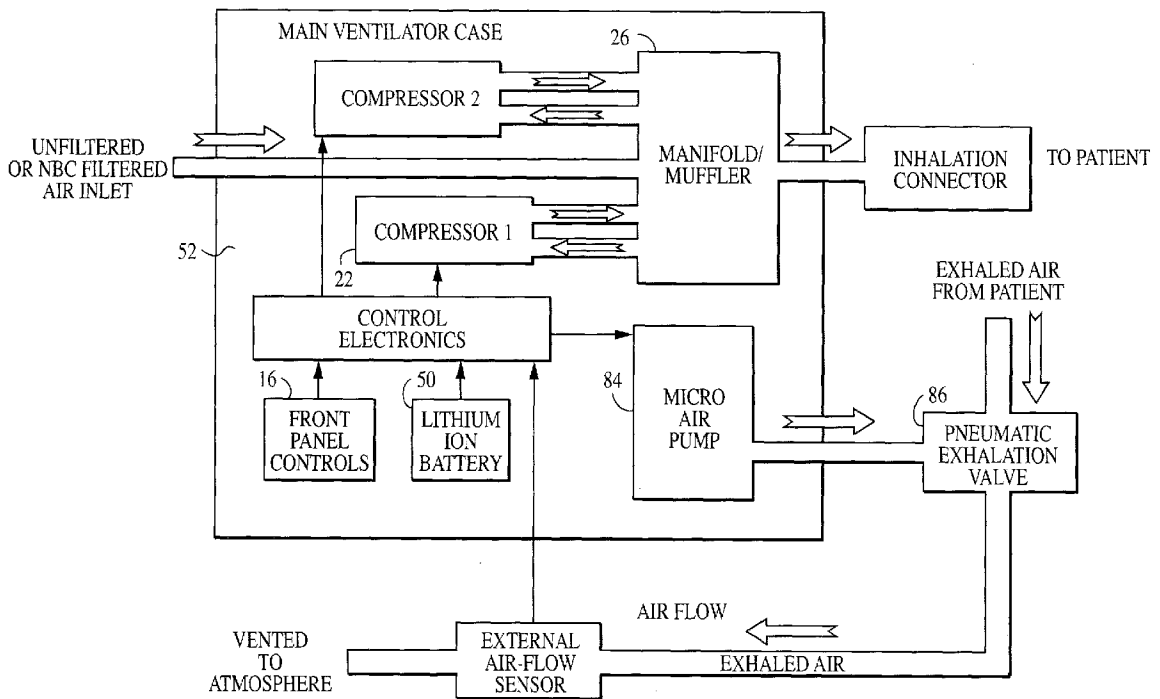 MAIN VENTILATOR CASE
26
COMPRESSOR 2
UNFILTERED
OR NBC FILTERED
AIR INLET
MANIFOLD/
MUFFLER
INHALATION
CONNECTOR
TO PATIENT
52
COMPRESSOR 1
22
EXHALED AIR
FROM PATIENT
CONTROL
ELECTRONICS
16
50
84
86
FRONT
PANEL
CONTROLS
LITHIUM
ION
BATTERY
MICRO
AIR
PUMP
PNEUMATIC
EXHALATION
VALVE
AIR FLOW
VENTED
TO
ATMOSPHERE
EXTERNAL
AIR-FLOW
SENSOR
EXHALED AIR